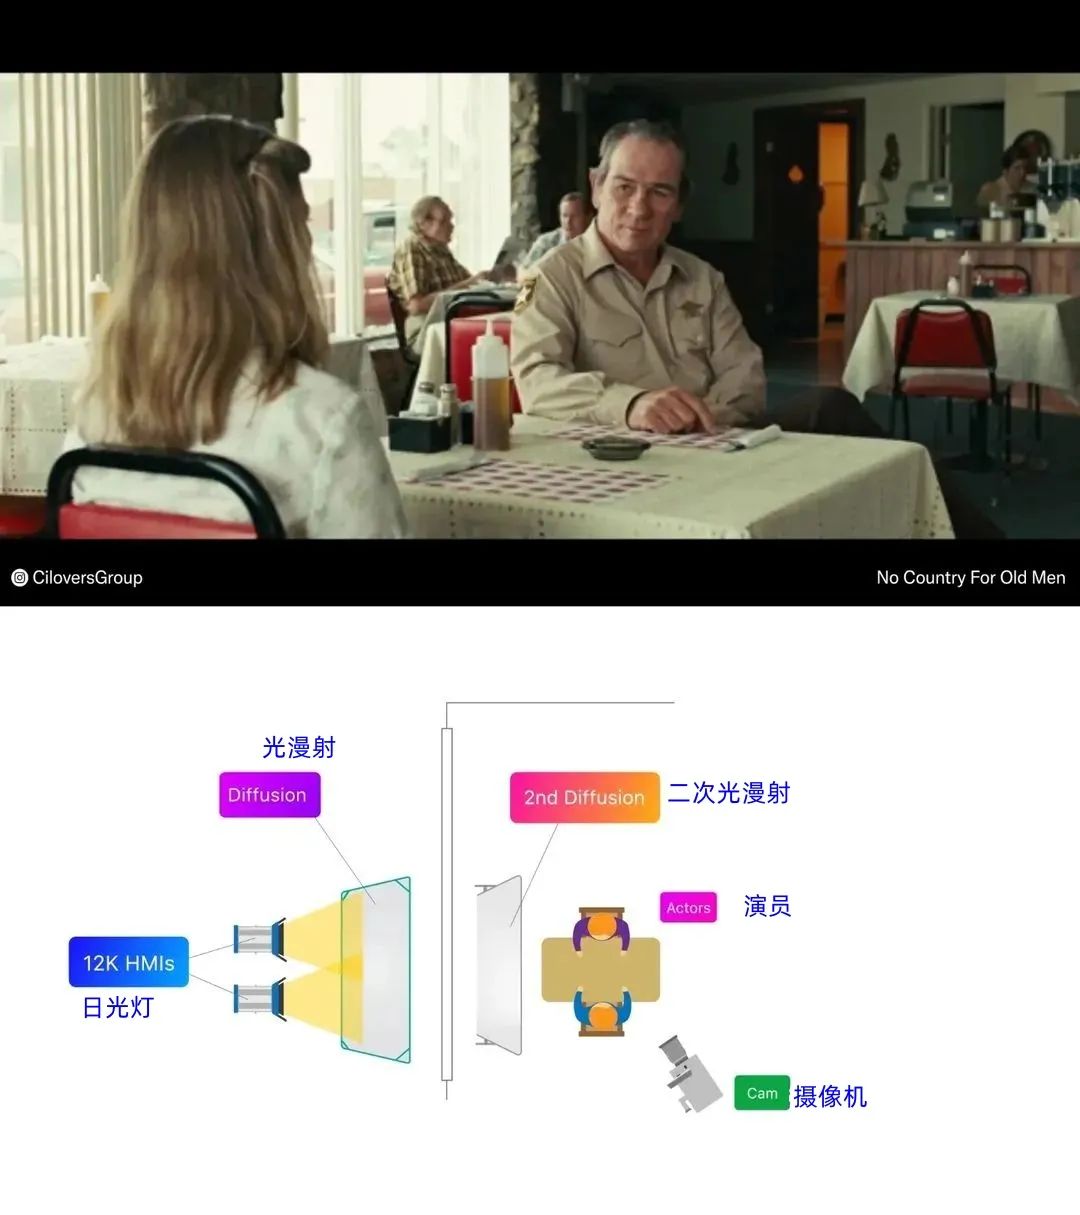 CiloversGroup
No Country For Old Men
光漫射
Diffusion
2nd Diffusion
二次光漫射
Actors
演员
12K HMIs
日光灯
Cam
摄像机